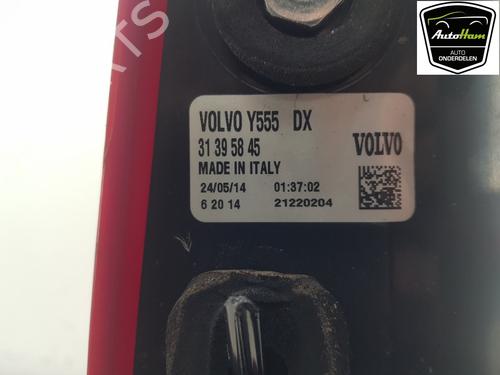 PARTS
AutoHam
AUTO
ONDERDELEN
VOLVO Y555 DX
31 39 58 45
MADE IN ITALY
VOLVO
24/05/14 01:37:02
6 20 14 21220204